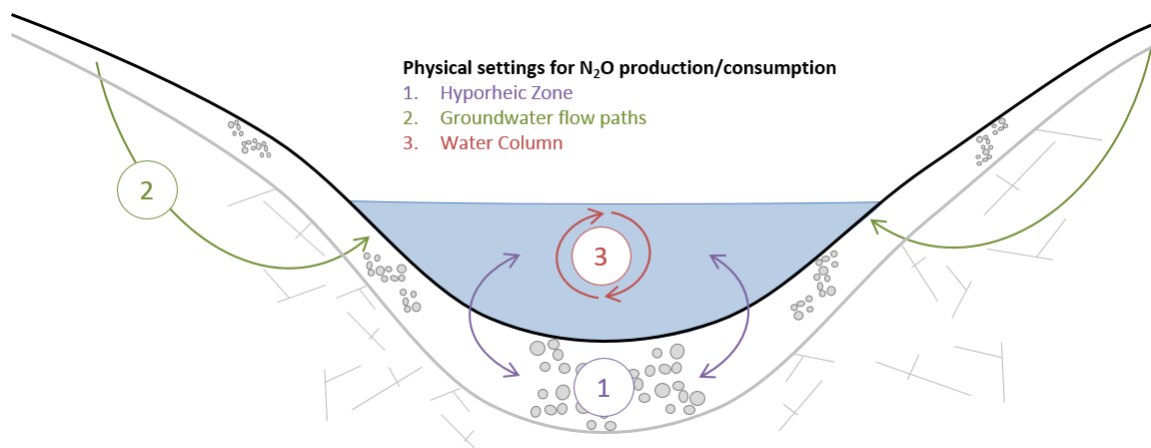 Physical settings for N₂O production/consumption
1. Hyporheic Zone
2. Groundwater flow paths
3. Water Column
2
3
1